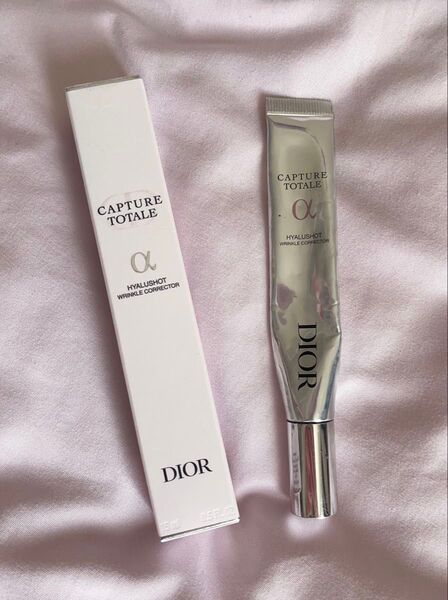 CAPTURE
TOTALE
α
HYALUSHOT
WRINKLE CORRECTOR
DIOR
CAPTURE
TOTALE
α
HYALUSHOT
WRINKLE CORRECTOR
DIOR